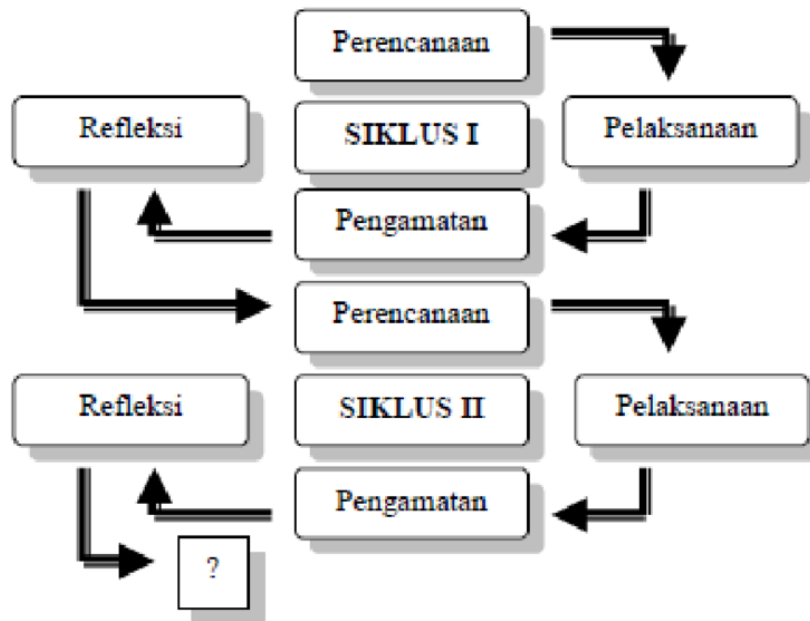 Perencanaan
Refleksi
SIKLUS I
Pelaksanaan
Pengamatan
Perencanaan
Refleksi
SIKLUS II
Pelaksanaan
Pengamatan
?